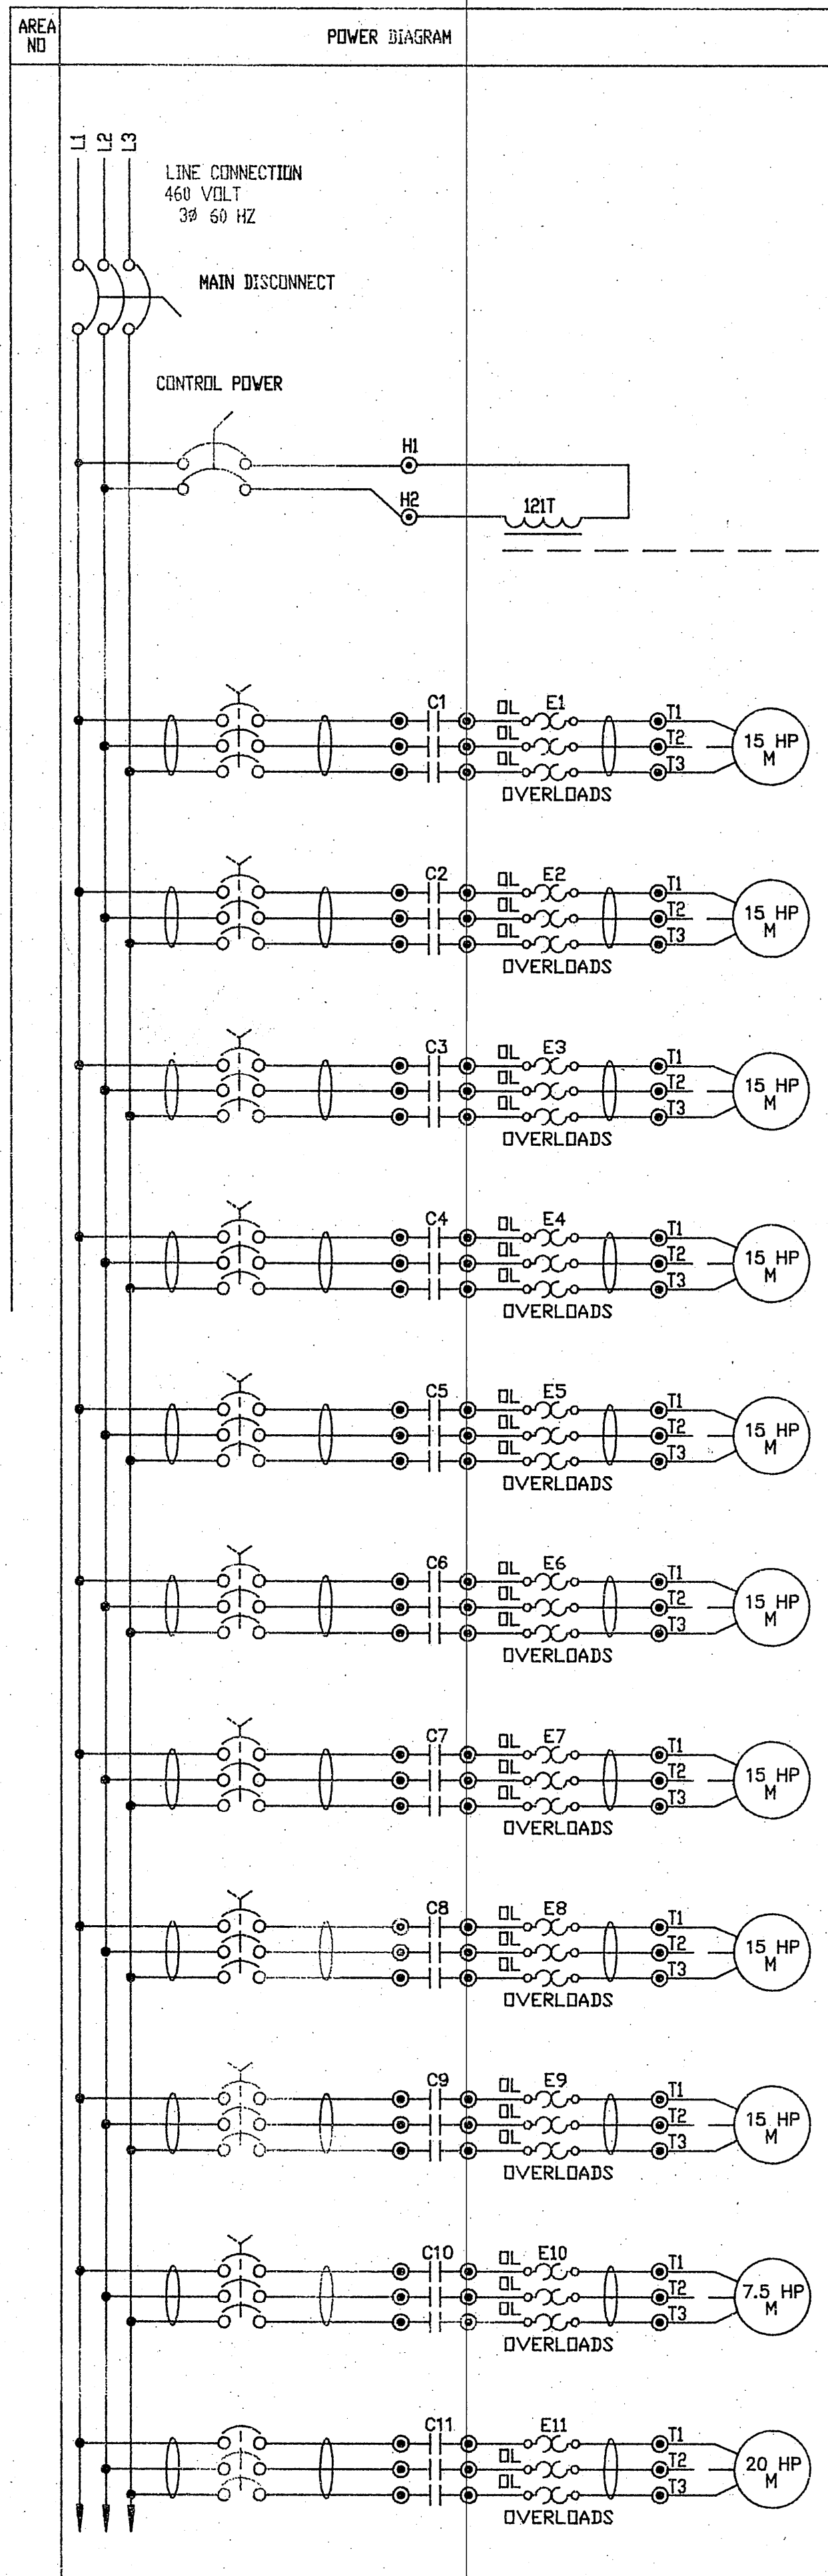 AREA
NO
POWER DIAGRAM
L1 L2 L3
LINE CONNECTION
460 VOLT
3Ø 60 HZ
MAIN DISCONNECT
CONTROL POWER
H1
H2
121T
C1 OL E1 T1
OL T2 15 HP
OL T3 M
OVERLOADS
C2 OL E2 T1
OL T2 15 HP
OL T3 M
OVERLOADS
C3 OL E3 T1
OL T2 15 HP
OL T3 M
OVERLOADS
C4 OL E4 T1
OL T2 15 HP
OL T3 M
OVERLOADS
C5 OL E5 T1
OL T2 15 HP
OL T3 M
OVERLOADS
C6 OL E6 T1
OL T2 15 HP
OL T3 M
OVERLOADS
C7 OL E7 T1
OL T2 15 HP
OL T3 M
OVERLOADS
C8 OL E8 T1
OL T2 15 HP
OL T3 M
OVERLOADS
C9 OL E9 T1
OL T2 15 HP
OL T3 M
OVERLOADS
C10 OL E10 T1
OL T2 7.5 HP
OL T3 M
OVERLOADS
C11 E11 T1
OL T2 20 HP
OL T3 M
OVERLOADS